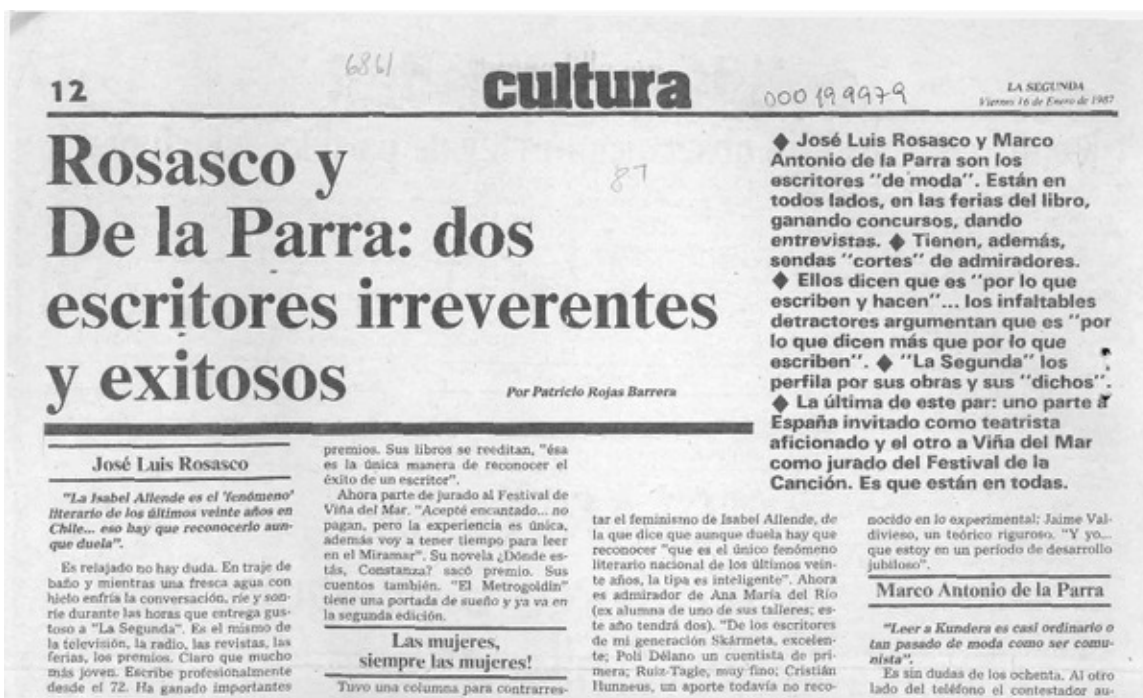 12
6861
cultura
000199979
LA SEGUNDA
Viernes 16 de Enero de 1987
Rosasco y
De la Parra: dos
escritores irreverentes
y exitosos
87
Por Patricio Rojas Barrera
◆ José Luis Rosasco y Marco
Antonio de la Parra son los
escritores "de moda". Están en
todos lados, en las ferias del libro,
ganando concursos, dando
entrevistas. ◆ Tienen, además,
sendas "cortes" de admiradores.
◆ Ellos dicen que es "por lo que
escriben y hacen"... los infaltables
detractores argumentan que es "por
lo que dicen más que por lo que
escriben". ◆ "La Segunda" los
perfila por sus obras y sus "dichos".
◆ La última de este par: uno parte a
España invitado como teatrista
aficionado y el otro a Viña del Mar
como jurado del Festival de la
Canción. Es que están en todas.
José Luis Rosasco
"La Isabel Allende es el 'fenómeno'
literario de los últimos veinte años en
Chile... eso hay que reconocerlo aun-
que duela".
Es relajado no hay duda. En traje de
baño y mientras una fresca agua con
hielo enfría la conversación, ríe y son-
ríe durante las horas que entrega gus-
toso a "La Segunda". Es el mismo de
la televisión, la radio, las revistas, las
ferias, los premios. Claro que mucho
más joven. Escribe profesionalmente
desde el 72. Ha ganado importantes
premios. Sus libros se reeditan, "ésa
es la única manera de reconocer el
éxito de un escritor".
Ahora parte de jurado al Festival de
Viña del Mar. "Acepté encantado... no
pagan, pero la experiencia es única,
además voy a tener tiempo para leer
en el Miramar". Su novela ¿Dónde es-
tás, Constanza? sacó premio. Sus
cuentos también. "El Metrogoldin"
tiene una portada de sueño y ya va en
la segunda edición.
Las mujeres,
siempre las mujeres!
Tuvo una columna para contrarres-
tar el feminismo de Isabel Allende, de
la que dice que aunque duela hay que
reconocer "que es el único fenómeno
literario nacional de los últimos vein-
te años, la tipa es inteligente". Ahora
es admirador de Ana María del Río
(ex alumna de uno de sus talleres; es-
te año tendrá dos). "De los escritores
de mi generación Skármeta, excelen-
te; Poli Délano un cuentista de pri-
mera; Ruiz-Tagle, muy fino; Cristián
Hunneus, un aporte todavía no reco-
nocido en lo experimental; Jaime Val-
divieso, un teórico riguroso. "Y yo...
que estoy en un período de desarrollo
jubiloso".
Marco Antonio de la Parra
"Leer a Kundera es casi ordinario o
tan pasado de moda como ser comu-
nista".
Es sin dudas de los ochenta. Al otro
lado del teléfono el contestador au-